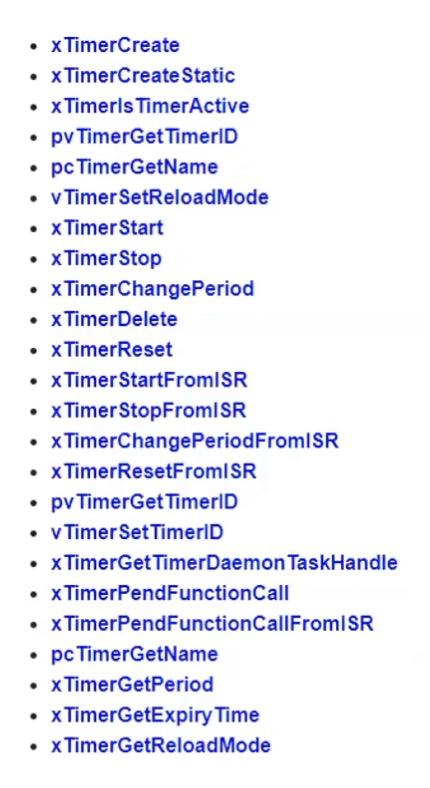 • xTimerCreate
• xTimerCreateStatic
• xTimerIsTimerActive
• pvTimerGetTimerID
• pcTimerGetName
• vTimerSetReloadMode
• xTimerStart
• xTimerStop
• xTimerChangePeriod
• xTimerDelete
• xTimerReset
• xTimerStartFromISR
• xTimerStopFromISR
• xTimerChangePeriodFromISR
• xTimerResetFromISR
• pvTimerGetTimerID
• vTimerSetTimerID
• xTimerGetTimerDaemonTaskHandle
• xTimerPendFunctionCall
• xTimerPendFunctionCallFromISR
• pcTimerGetName
• xTimerGetPeriod
• xTimerGetExpiryTime
• xTimerGetReloadMode